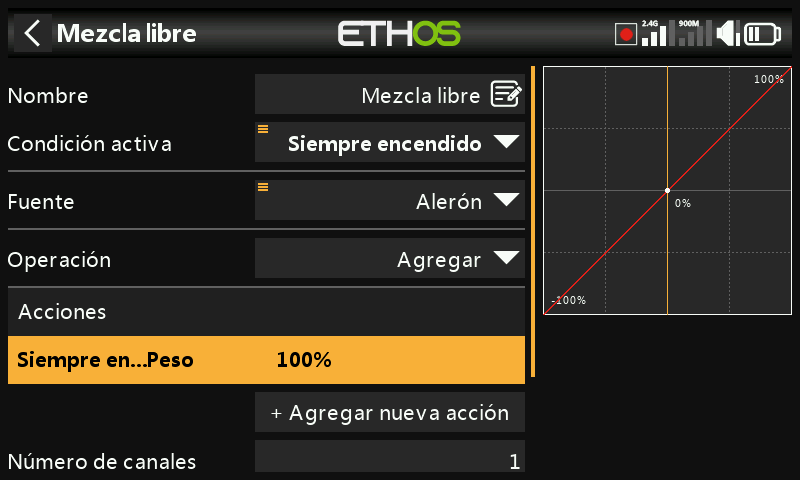 Mezcla libre
ETHOS
2.4G
900M
Nombre
Mezcla libre
Condición activa
Siempre encendido
Fuente
Alerón
Operación
Agregar
Acciones
Siempre en...Peso
100%
+ Agregar nueva acción
Número de canales
1
100%
0%
-100%